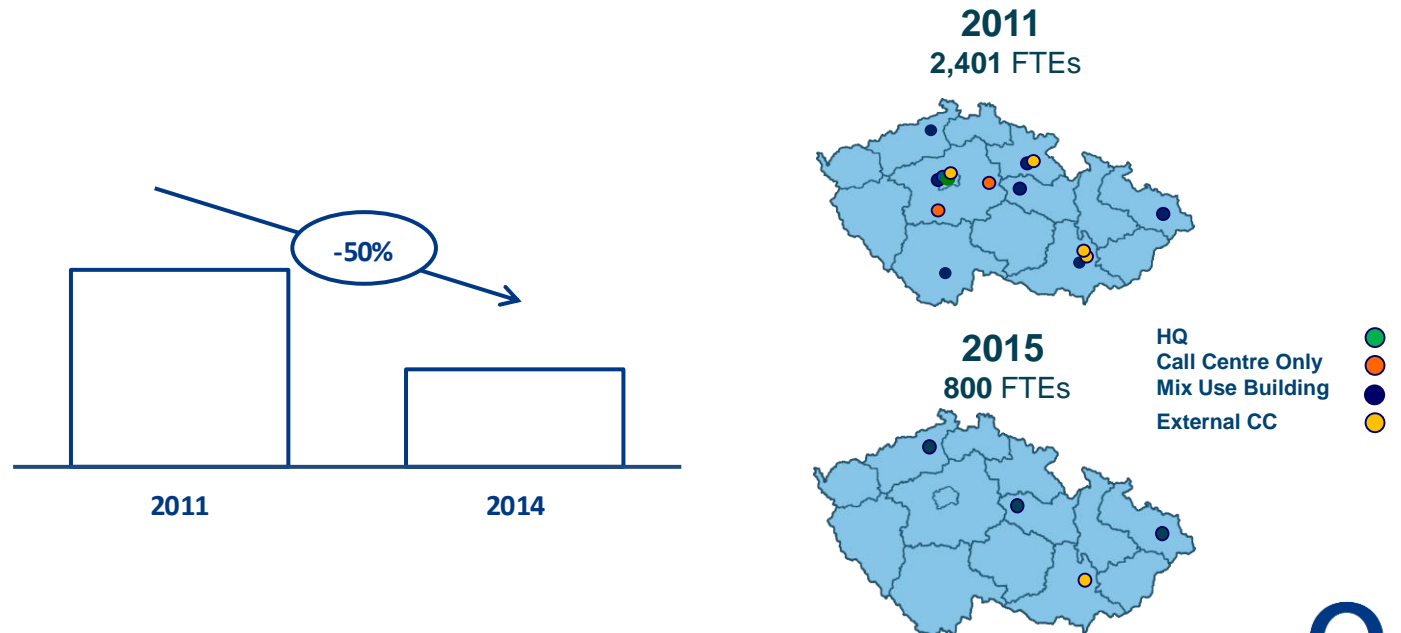 -50%
2011
2014
2011
2,401 FTEs
2015
800 FTEs
HQ
Call Centre Only
Mix Use Building
External CC